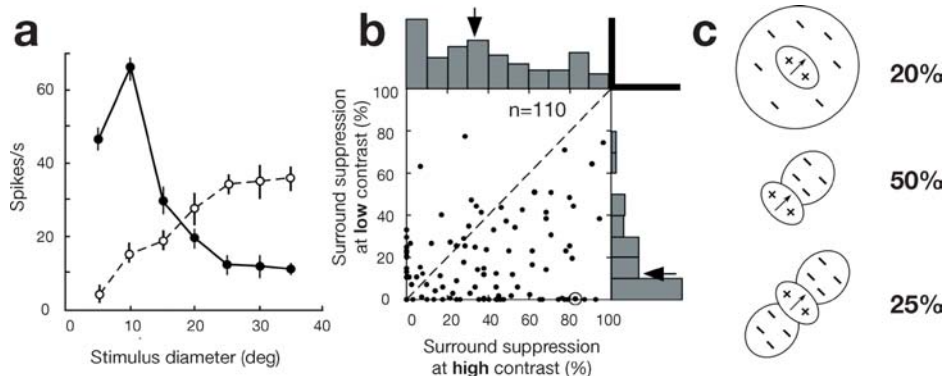 a
Spikes/s
60
40
20
0
0
10
20
30
40
Stimulus diameter (deg)
b
Surround suppression
at low contrast (%)
100
80
60
40
20
0
n=110
0
20
40
60
80
100
Surround suppression
at high contrast (%)
c
20%
50%
25%